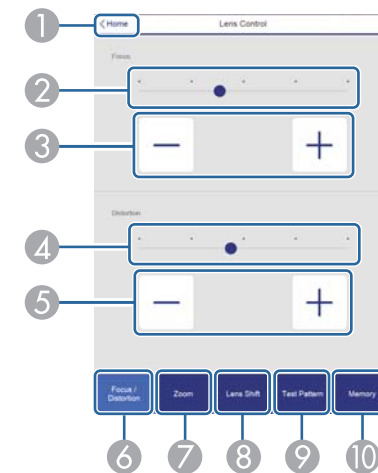 1
< Home
Lens Control
Focus
2
3
− +
Distortion
4
5
− +
Focus /
Distortion
Zoom
Lens Shift
Test Pattern
Memory
6
7
8
9
10